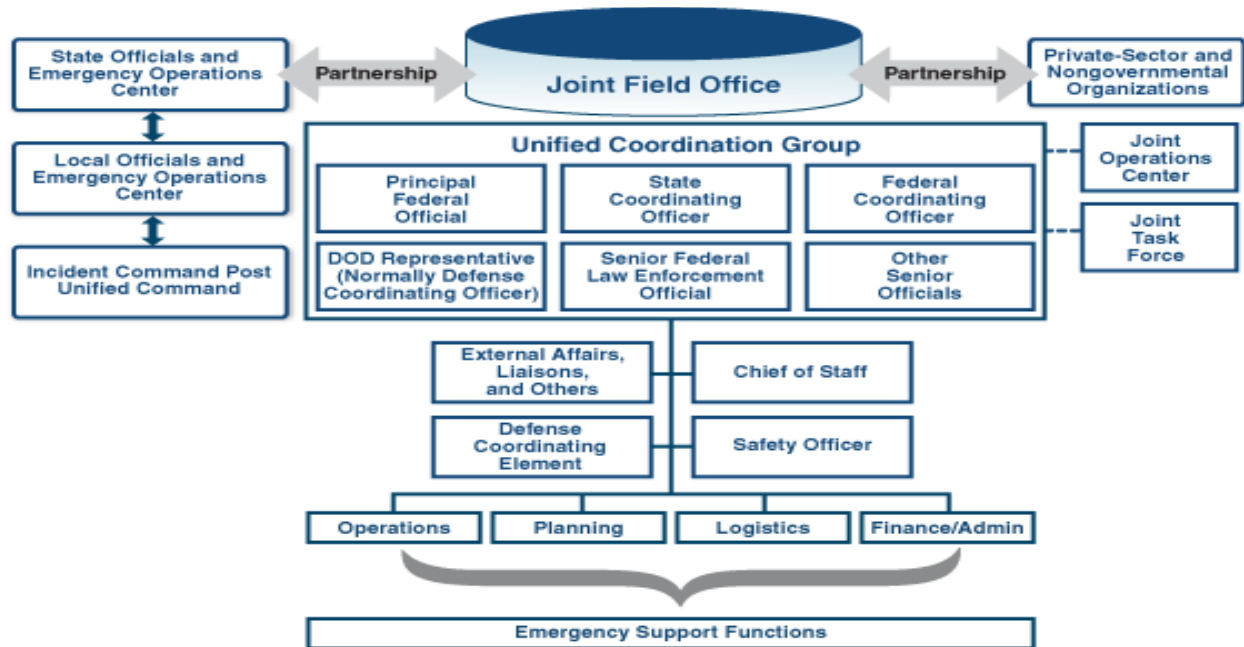 State Officials and
Emergency Operations
Center
Partnership
Joint Field Office
Partnership
Private-Sector and
Nongovernmental
Organizations
Local Officials and
Emergency Operations
Center
Incident Command Post
Unified Command
Unified Coordination Group
Principal
Federal
Official
State
Coordinating
Officer
Federal
Coordinating
Officer
DOD Representative
(Normally Defense
Coordinating Officer)
Senior Federal
Law Enforcement
Official
Other
Senior
Officials
Joint
Operations
Center
Joint
Task
Force
External Affairs,
Liaisons,
and Others
Chief of Staff
Defense
Coordinating
Element
Safety Officer
Operations
Planning
Logistics
Finance/Admin
Emergency Support Functions